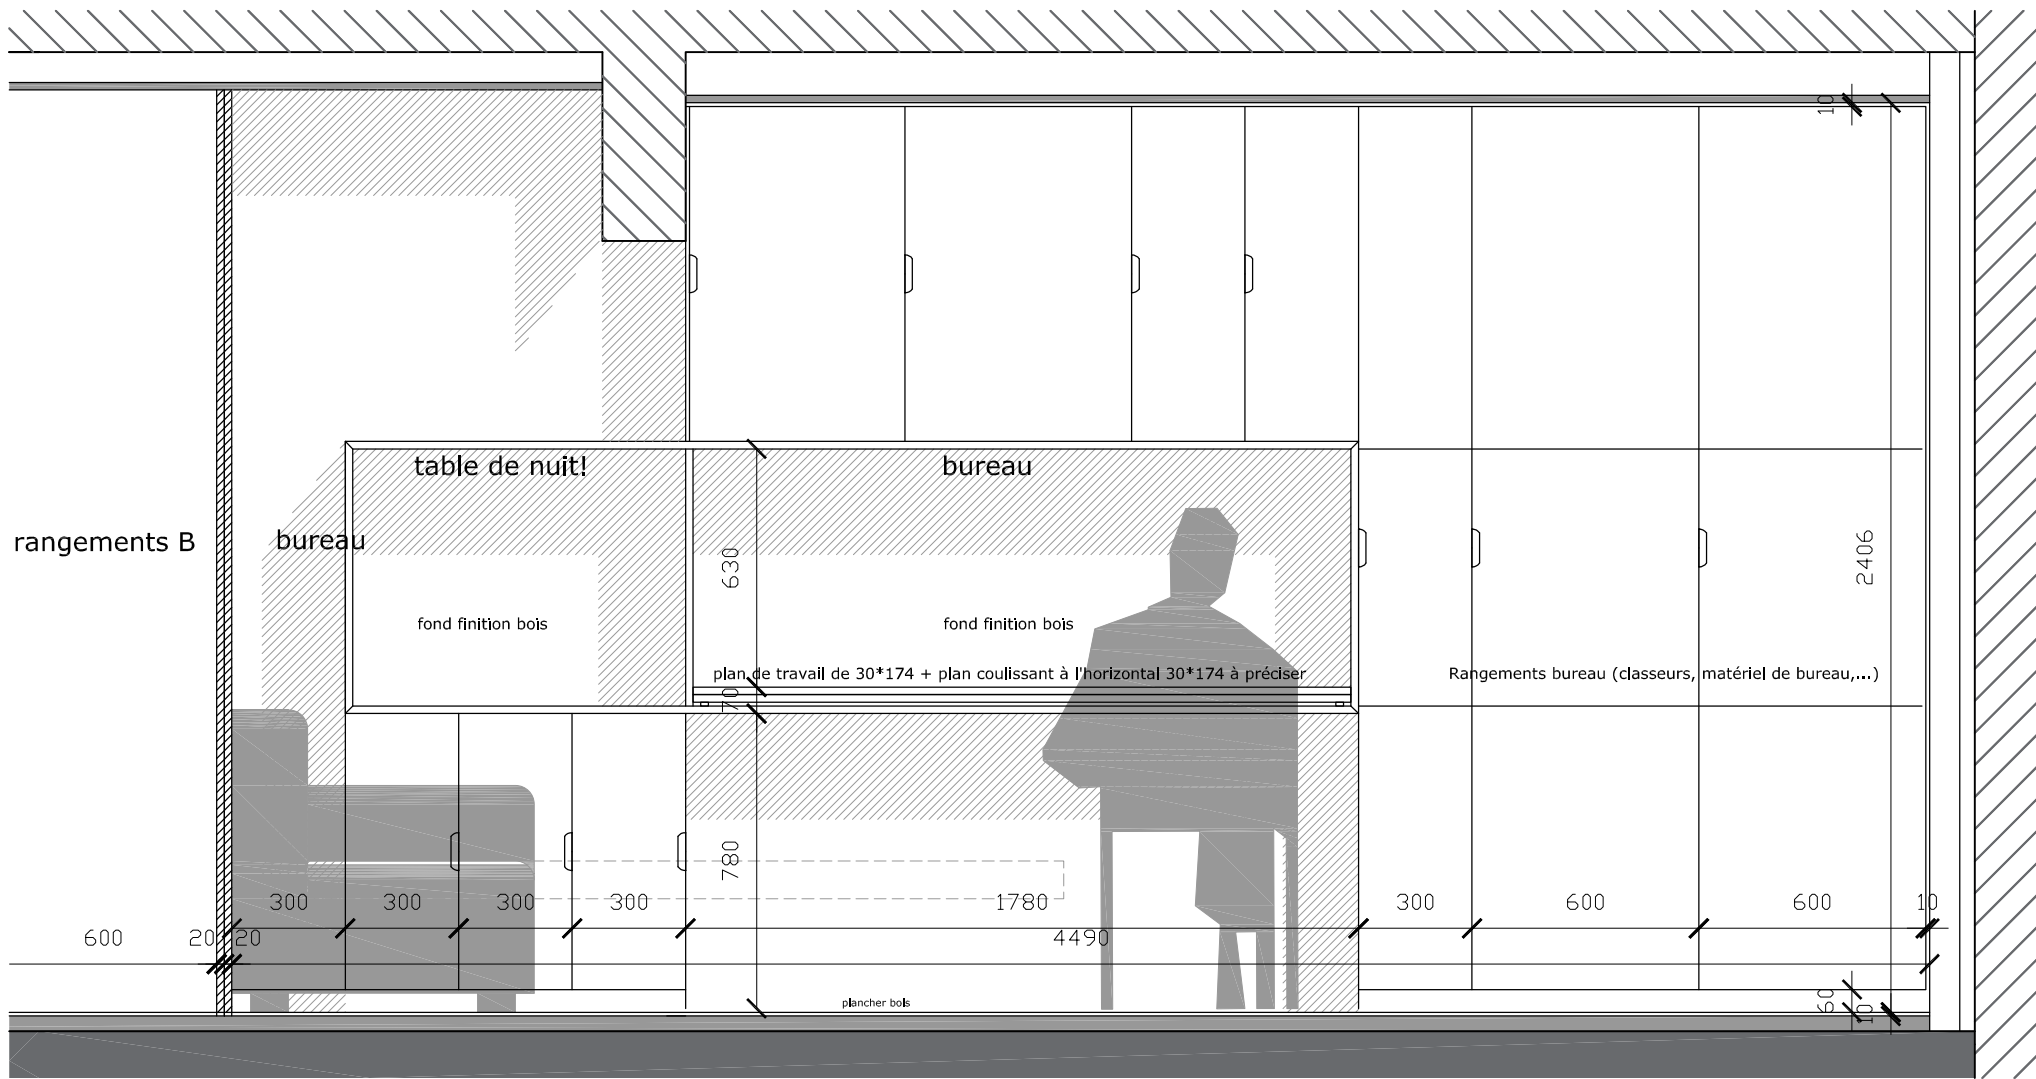 10
table de nuit!
bureau
rangements B
bureau
630
2406
fond finition bois
fond finition bois
plan de travail de 30*174 + plan coulissant à l'horizontal 30*174 à préciser
Rangements bureau (classeurs, matériel de bureau,...)
70
780
300
300
300
300
1780
300
600
600
10
600
20
20
4490
plancher bois
60
10